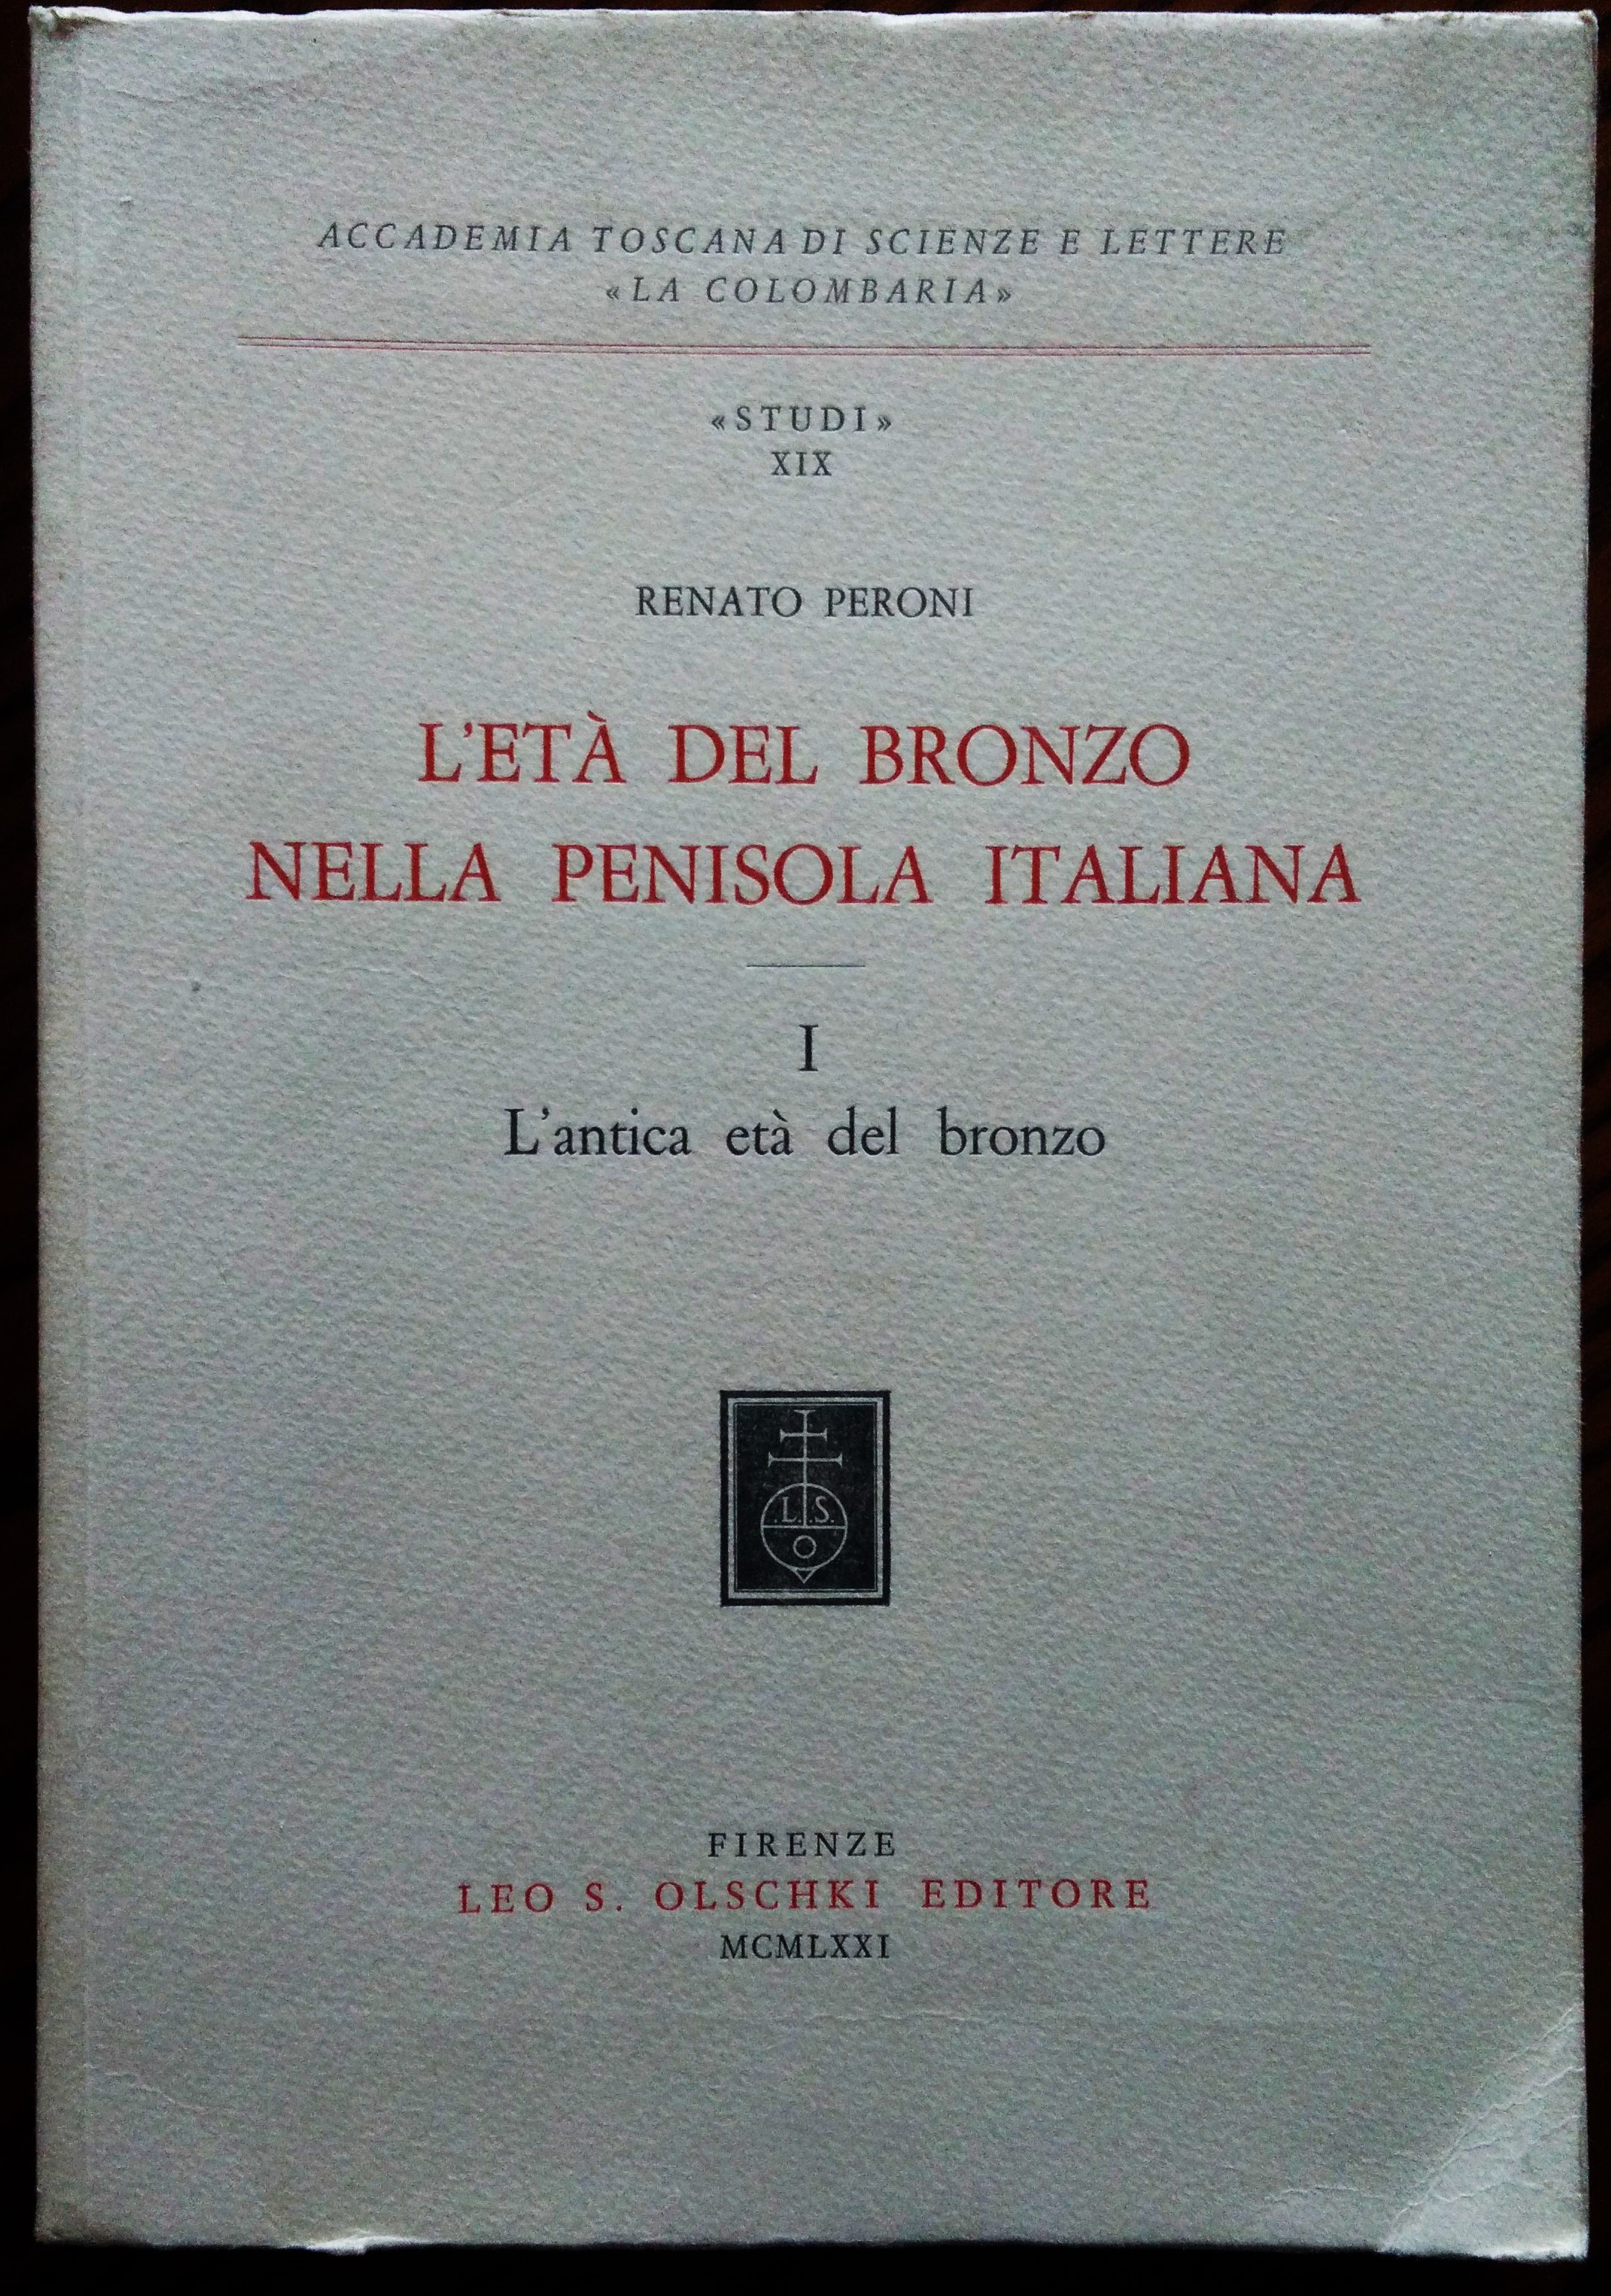 ACCADEMIA TOSCANA DI SCIENZE E LETTERE
«LA COLOMBARIA»
«STUDI»
XIX
RENATO PERONI
L'ETÀ DEL BRONZO
NELLA PENISOLA ITALIANA
I
L'antica età del bronzo
.L.S.
O
FIRENZE
LEO S. OLSCHKI EDITORE
MCMLXXI